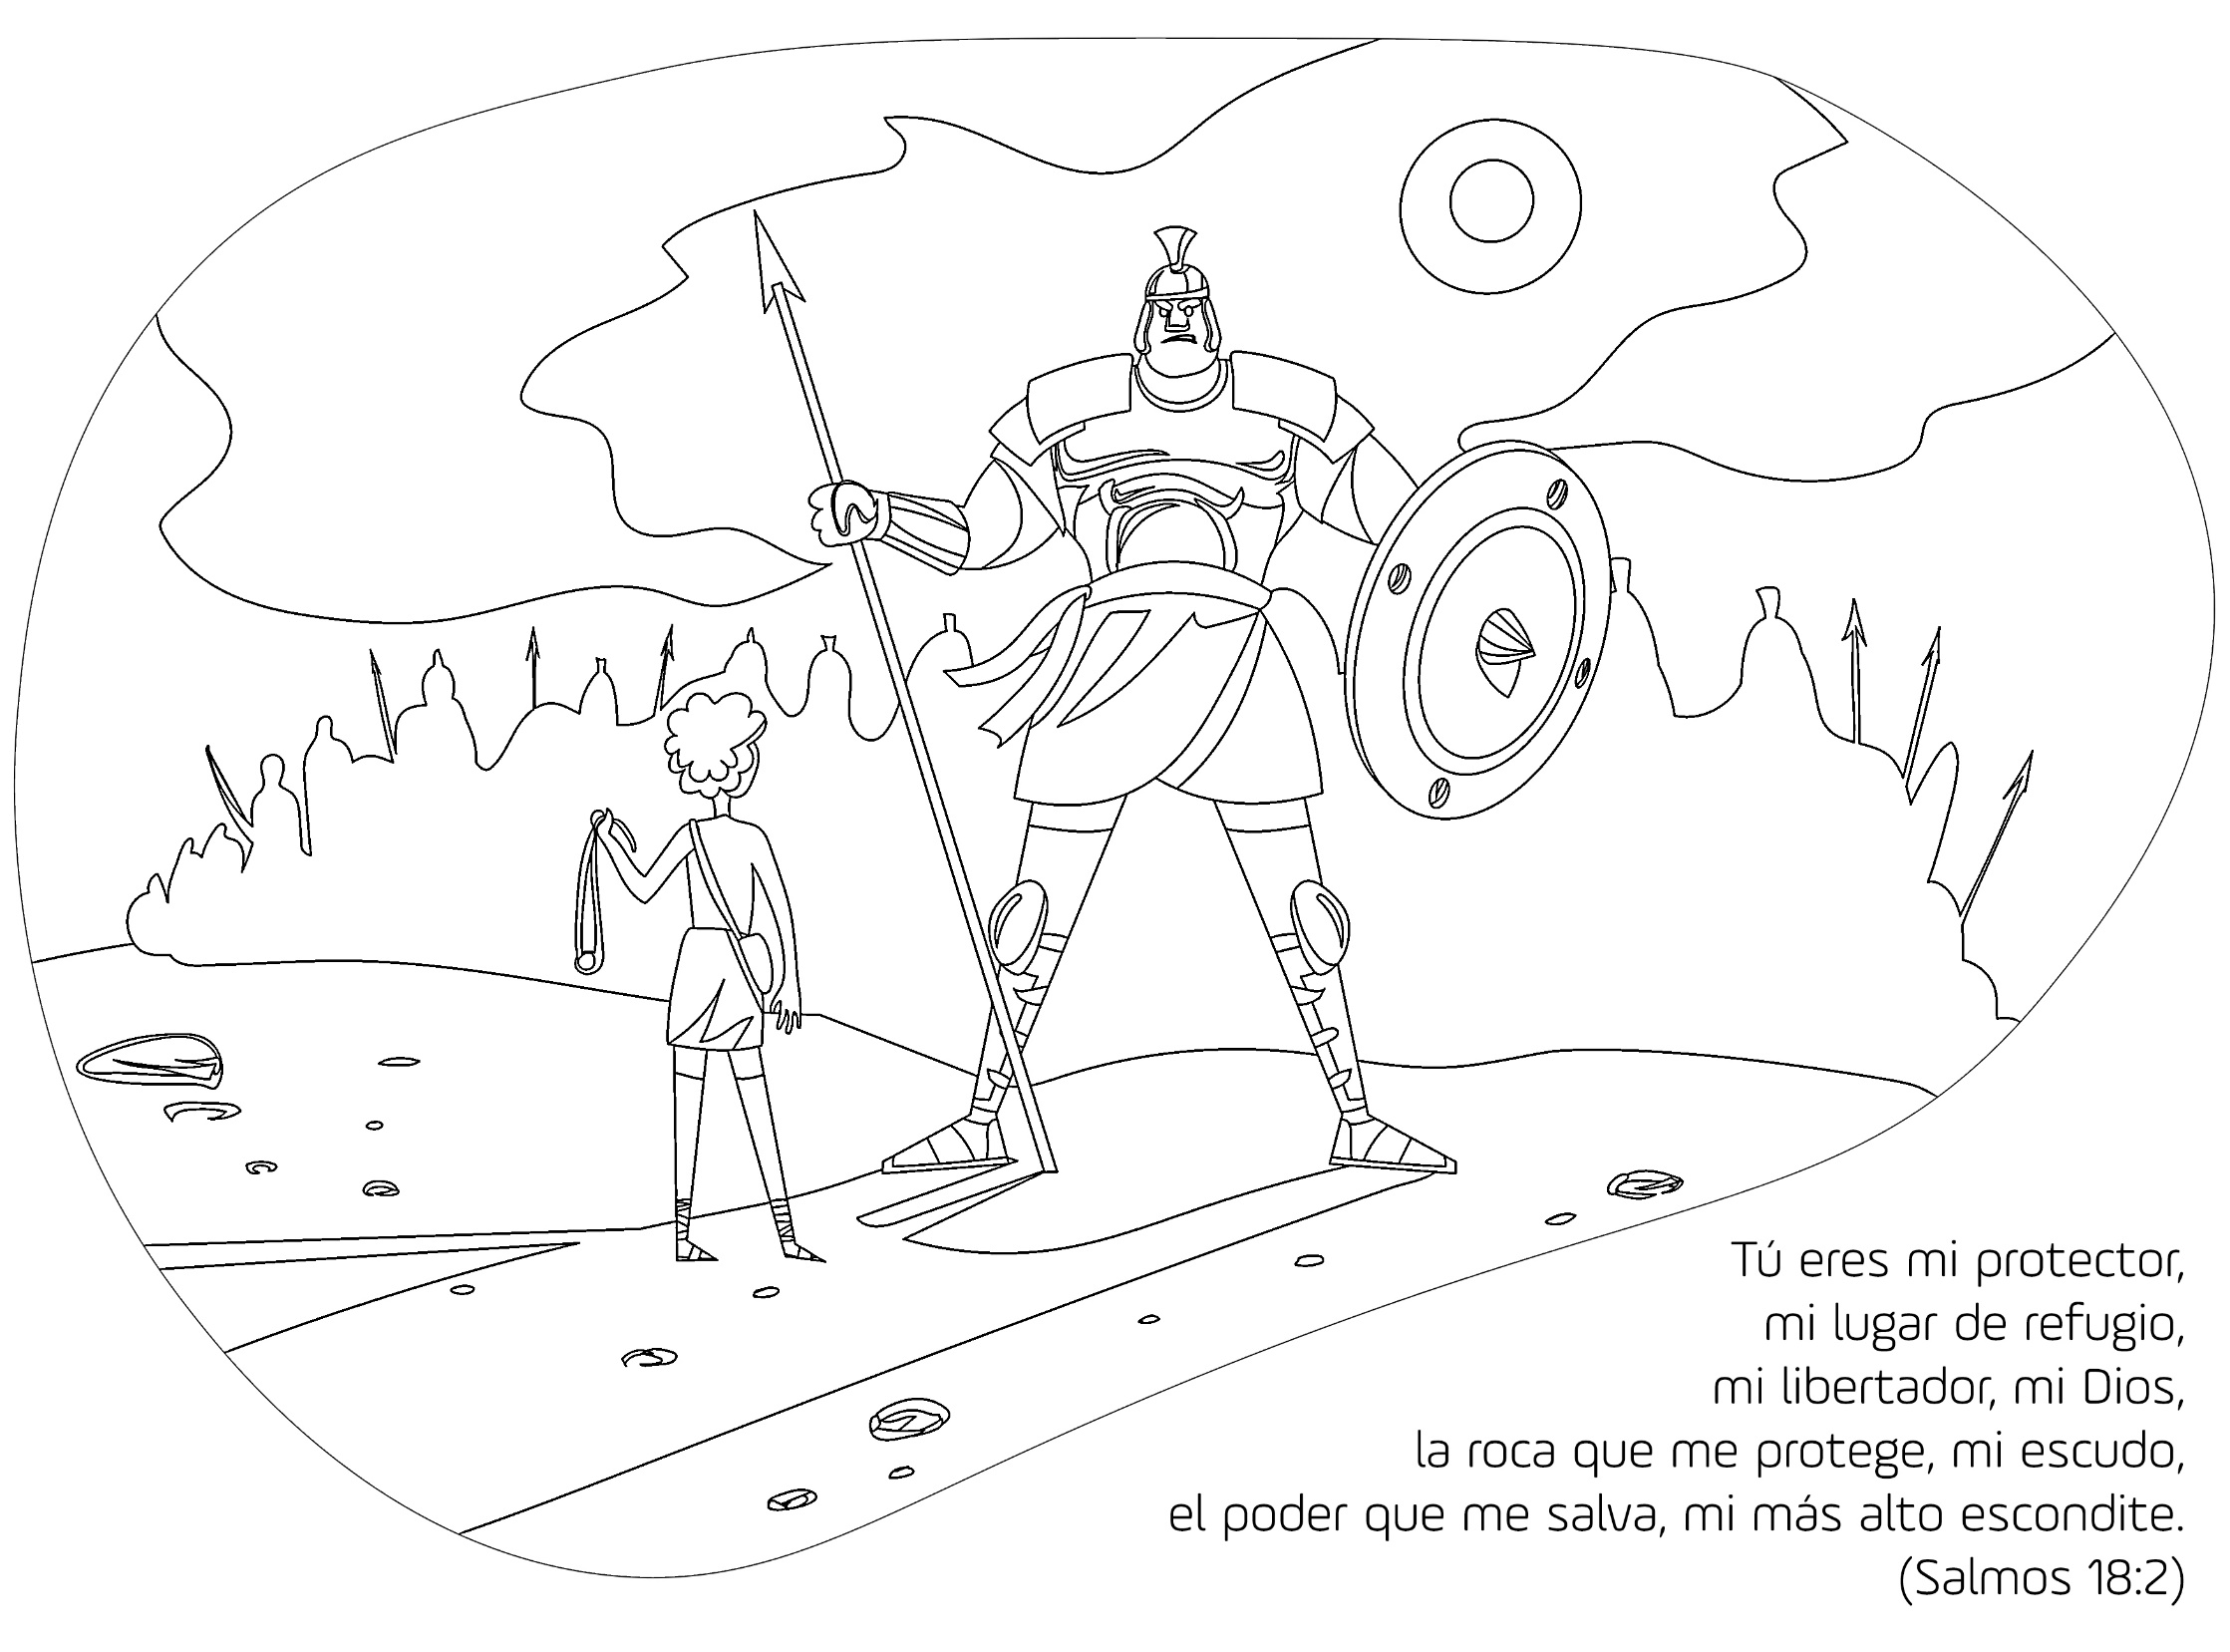 Tú eres mi protector,
mi lugar de refugio,
mi libertador, mi Dios,
la roca que me protege, mi escudo,
el poder que me salva, mi más alto escondite.
(Salmos 18:2)